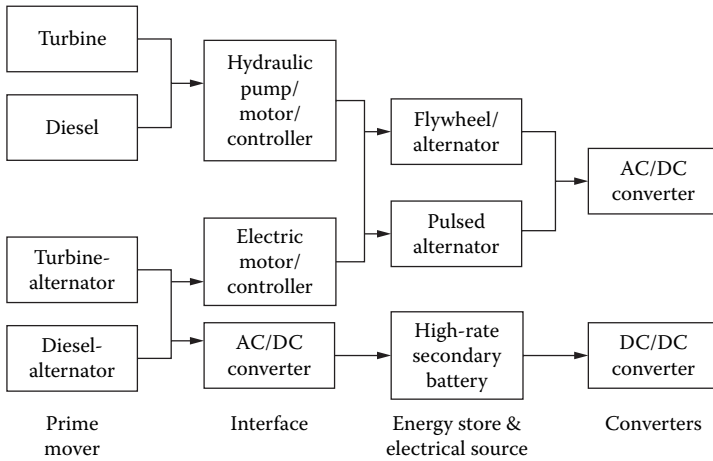 Turbine
Diesel
Hydraulic
pump/
motor/
controller
Flywheel/
alternator
AC/DC
converter
Pulsed
alternator
Turbine-
alternator
Electric
motor/
controller
Diesel-
alternator
AC/DC
converter
High-rate
secondary
battery
DC/DC
converter
Prime
mover
Interface
Energy store &
electrical source
Converters